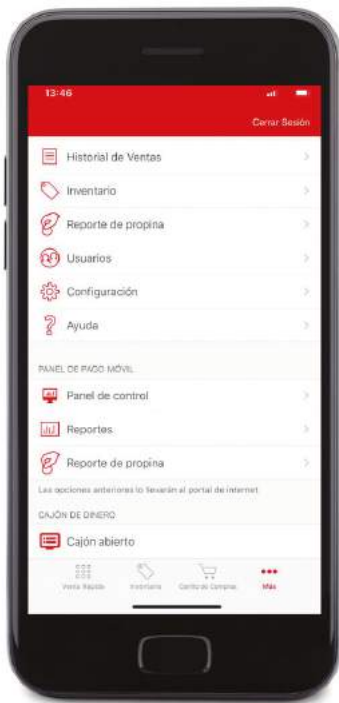 13:46
Cerrar Sesión
Historial de Ventas
Inventario
Reporte de propina
Usuarios
Configuración
Ayuda
PANEL DE PAGO MÓVIL
Panel de control
Reportes
Reporte de propina
Las opciones anteriores lo llevarán al portal de internet
CAJÓN DE DINERO
Cajón abierto
Venta Rápida
Inventario
Carrito de Compras
Más